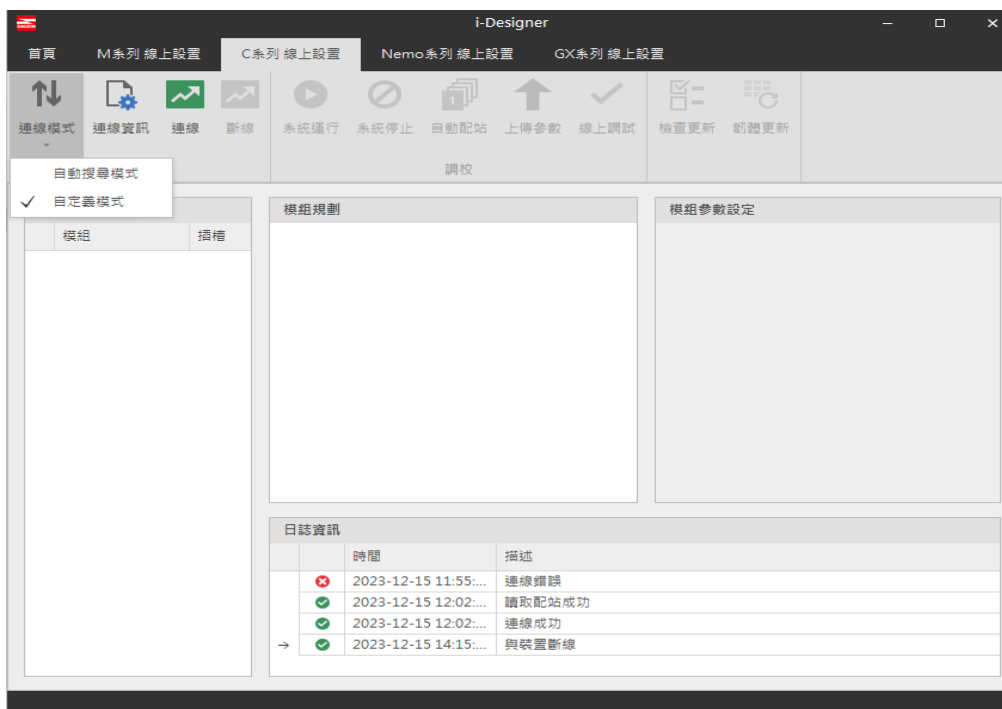 i-Designer
首頁 M系列 線上設置 C系列 線上設置 Nemo系列 線上設置 GX系列 線上設置
連線模式 連線資訊 連線 斷線 系統運行 系統停止 自動配站 上傳參數 線上調試 檢查更新 韌體更新
調校
自動搜尋模式
自定義模式
模組規劃 模組參數設定
模組 插槽
日誌資訊
時間 描述
2023-12-15 11:55:... 連線錯誤
2023-12-15 12:02:... 讀取配站成功
2023-12-15 12:02:... 連線成功
2023-12-15 14:15:... 與裝置斷線